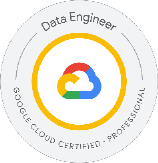 Data Engineer
GOOGLE CLOUD CERTIFIED • PROFESSIONAL